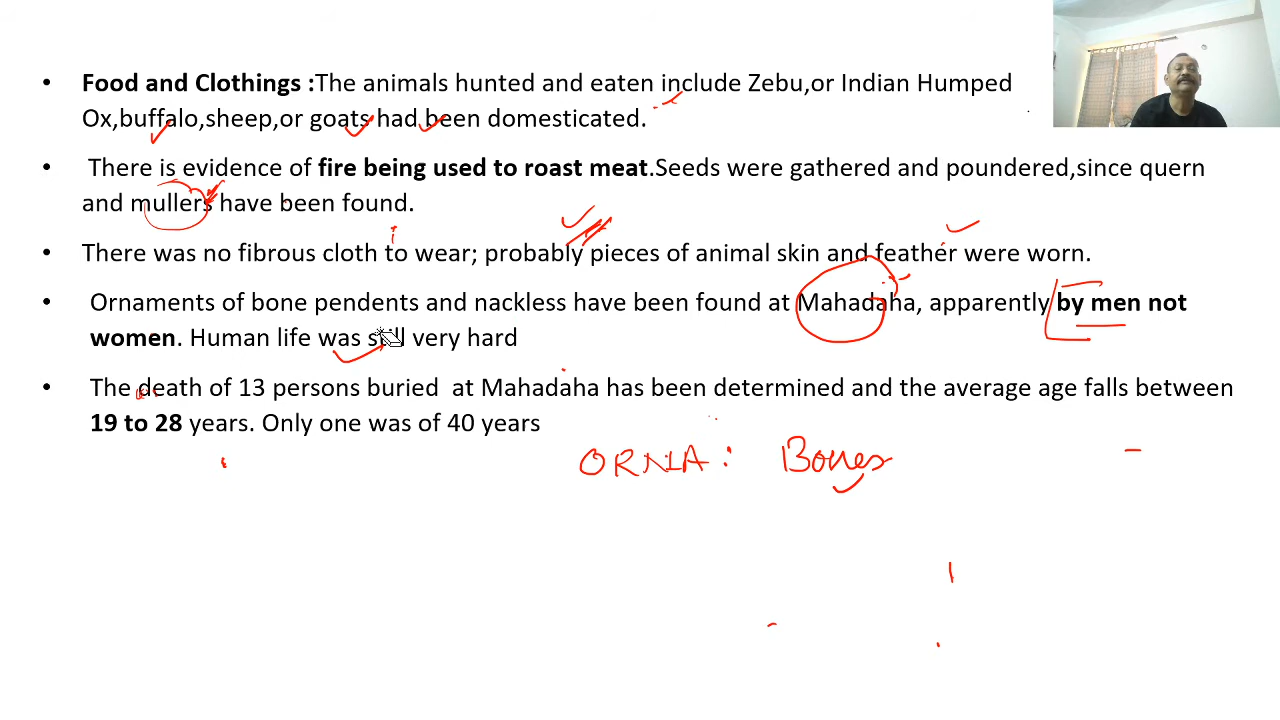 • Food and Clothings :The animals hunted and eaten include Zebu,or Indian Humped
Ox,buffalo,sheep,or goats had been domesticated.
• There is evidence of fire being used to roast meat.Seeds were gathered and poundered,since quern
and mullers have been found.
• There was no fibrous cloth to wear; probably pieces of animal skin and feather were worn.
• Ornaments of bone pendents and nackless have been found at Mahadaha, apparently by men not
women. Human life was still very hard
• The death of 13 persons buried at Mahadaha has been determined and the average age falls between
19 to 28 years. Only one was of 40 years
ORNA: Bones